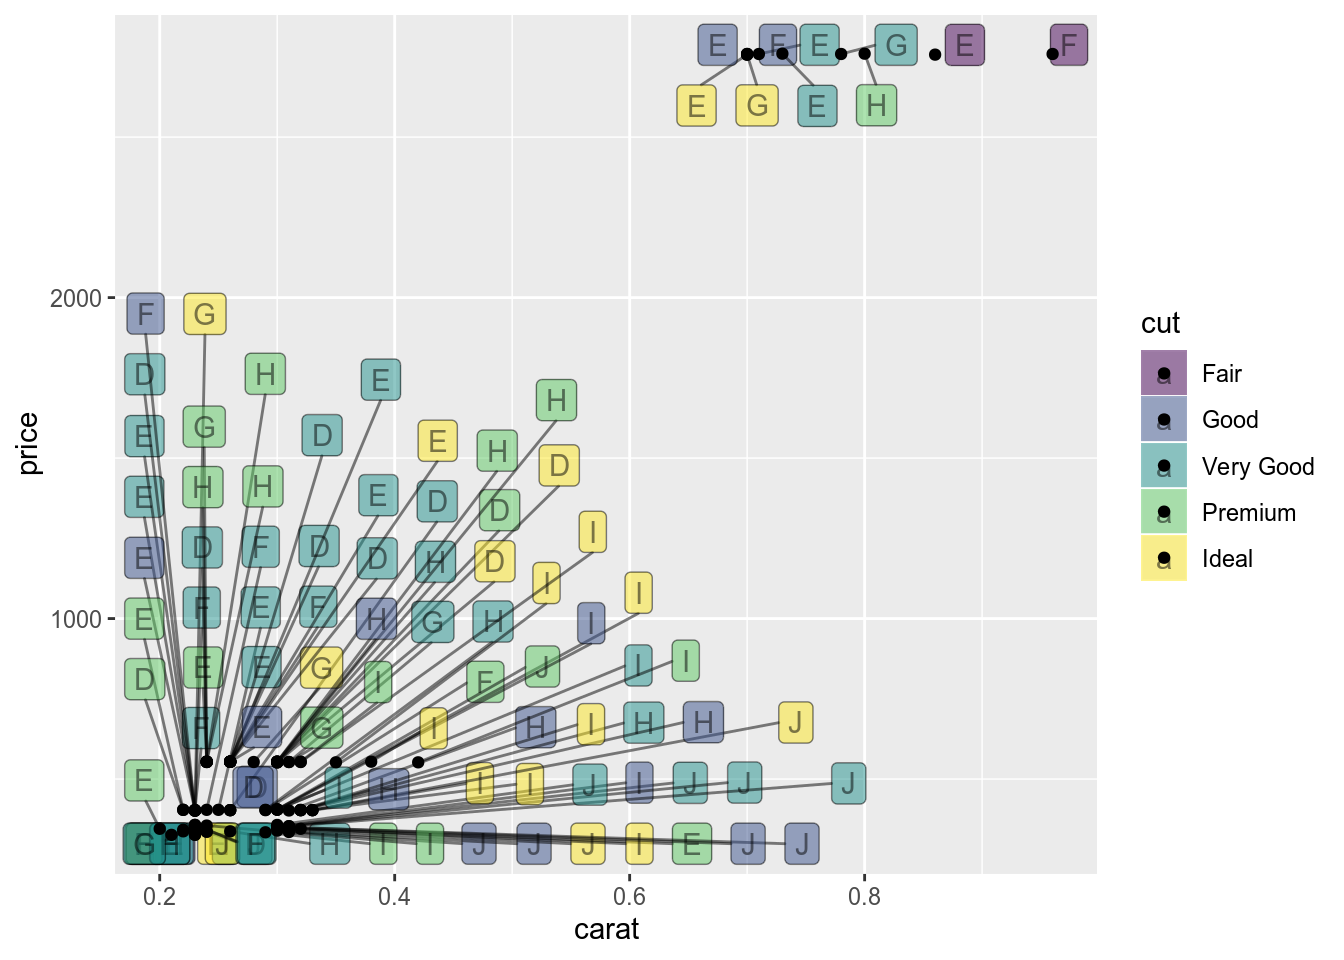 E F E G E F
E G E H
2000
F G
D H E
H
E G D E H
D
E H H E D D
I
E D F D D H D I
I
E F E F H G H I
D E E G I F J I I
F E G I H I H H J
E D I H I I J I J J J
G H J F H I I J J J I E J J
1000
price
0.2 0.4 0.6 0.8
carat
cut
a Fair
a Good
a Very Good
a Premium
a Ideal